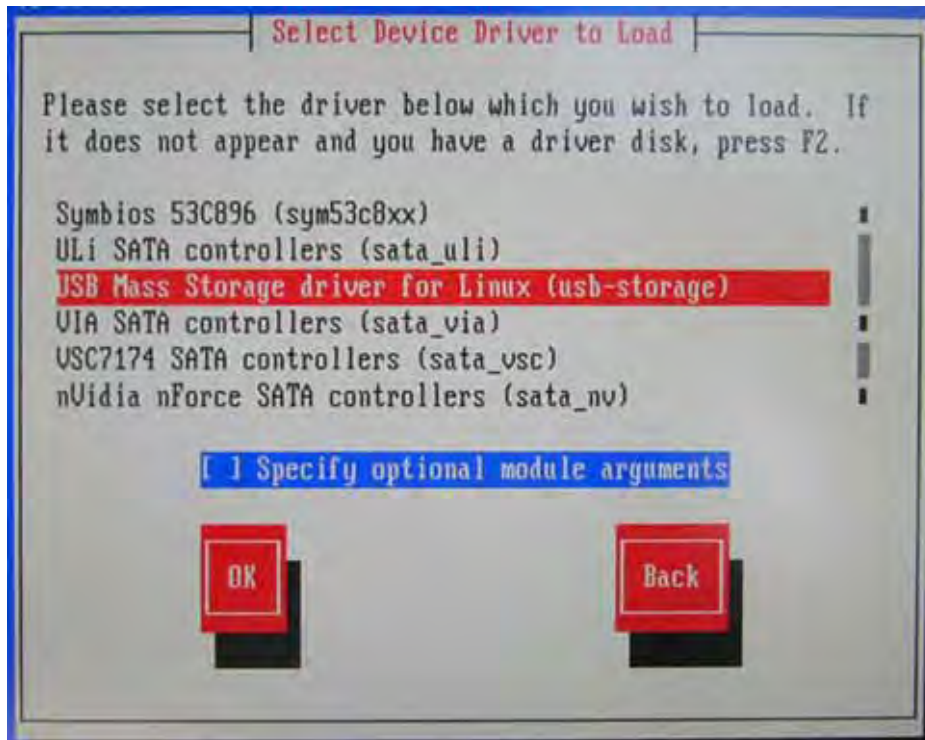 Select Device Driver to Load
Please select the driver below which you wish to load. If
it does not appear and you have a driver disk, press F2.
Symbios 53C896 (sym53c8xx)
ULi SATA controllers (sata_uli)
USB Mass Storage driver for Linux (usb-storage)
VIA SATA controllers (sata_via)
VSC7174 SATA controllers (sata_vsc)
nVidia nForce SATA controllers (sata_nv)
[ ] Specify optional module arguments
OK
Back